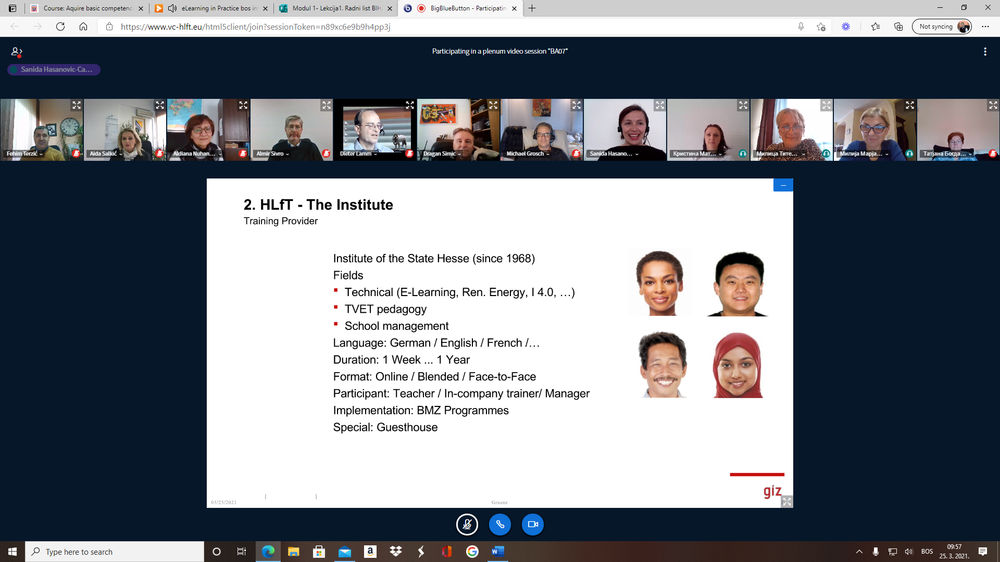 Course: Aquire basic competenci
eLearning in Practice bos in
Modul 1- Lekcija1. Radni list BIH
BigBlueButton - Participatin
https://www.vc-hlft.eu/html5client/join?sessionToken=n89xc6e9b9h4pp3j
Not syncing
Participating in a plenum video session "BA07"
Sanida Hasanovic-Ca...
Fehim Terzić
Aida Salkić
Aldiana Nuhan...
Almir Sivro
Dieter Lamm
Dragan Simic
Michael Grosch
Sanida Hasano...
Кристина Мат...
Милица Тите...
Милија Марја...
Татјана Богда...
2. HLfT - The Institute
Training Provider
Institute of the State Hesse (since 1968)
Fields
Technical (E-Learning, Ren. Energy, I 4.0, …)
TVET pedagogy
School management
Language: German / English / French /…
Duration: 1 Week ... 1 Year
Format: Online / Blended / Face-to-Face
Participant: Teacher / In-company trainer/ Manager
Implementation: BMZ Programmes
Special: Guesthouse
giz
03/25/2021
Graune
Type here to search
BOS
09:57
25. 3. 2021.